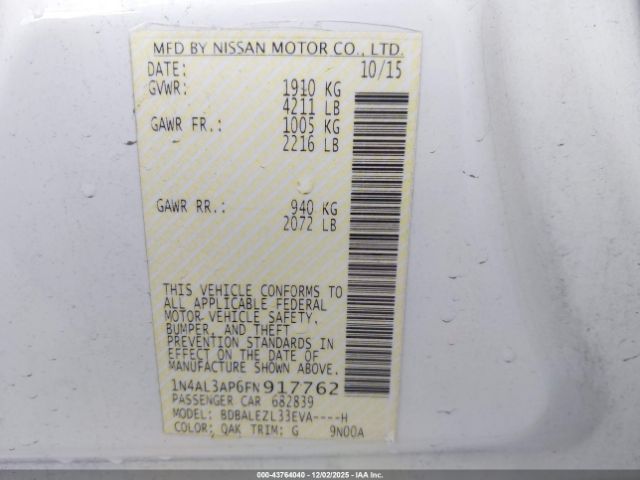 MFD BY NISSAN MOTOR CO., LTD.
DATE: 10/15
GVWR: 1910 KG
4211 LB
GAWR FR.: 1005 KG
2216 LB
GAWR RR.: 940 KG
2072 LB
THIS VEHICLE CONFORMS TO
ALL APPLICABLE FEDERAL
MOTOR VEHICLE SAFETY,
BUMPER, AND THEFT
PREVENTION STANDARDS IN
EFFECT ON THE DATE OF
MANUFACTURE SHOWN ABOVE.
1N4AL3AP6FN917762
PASSENGER CAR 682839
MODEL: BDBALEZL33EVA----H
COLOR: QAK TRIM: G 9N00A
000-43764040 | 12/02/2025 - IAA Inc.